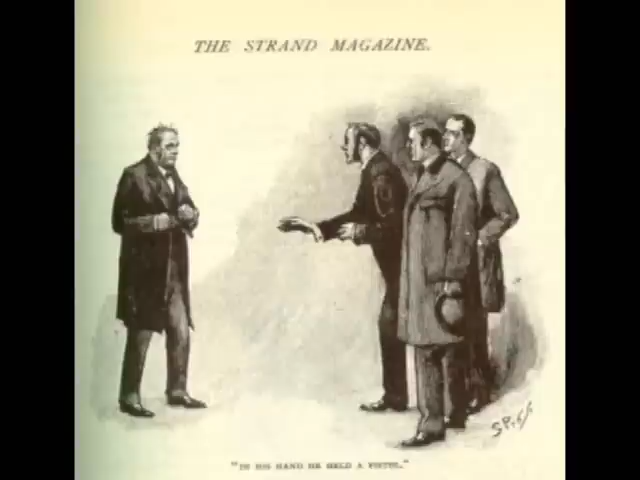 THE STRAND MAGAZINE.
"IN HIS HAND HE HELD A PISTOL."